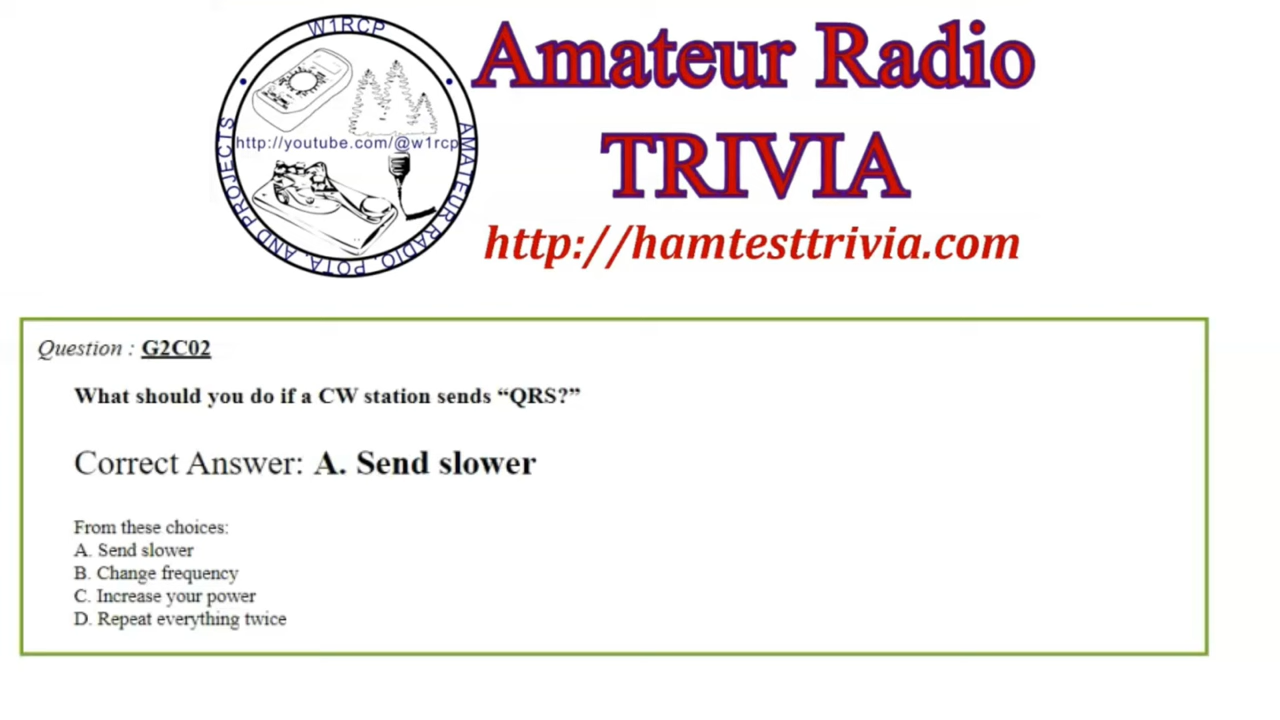 W1RCP
Amateur Radio
TRIVIA
http://youtube.com/@w1rcp
AMATEUR RADIO, POTA, AND PROJECTS
http://hamtesttrivia.com
Question : G2C02
What should you do if a CW station sends “QRS?”
Correct Answer: A. Send slower
From these choices:
A. Send slower
B. Change frequency
C. Increase your power
D. Repeat everything twice